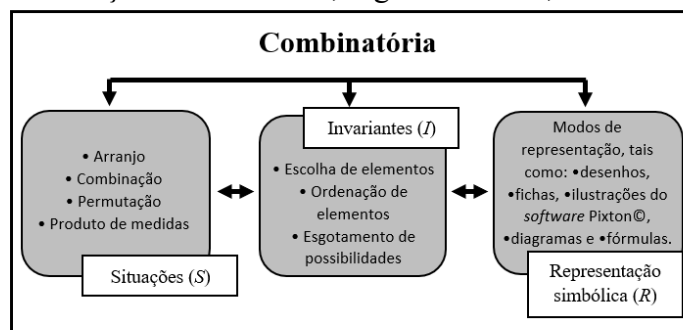 Combinatória
• Arranjo
• Combinação
• Permutação
• Produto de medidas
Situações (S)
Invariantes (I)
• Escolha de elementos
• Ordenação de
elementos
• Esgotamento de
possibilidades
Modos de
representação, tais
como: •desenhos,
•fichas, •ilustrações do
software Pixton©,
•diagramas e •fórmulas.
Representação
simbólica (R)